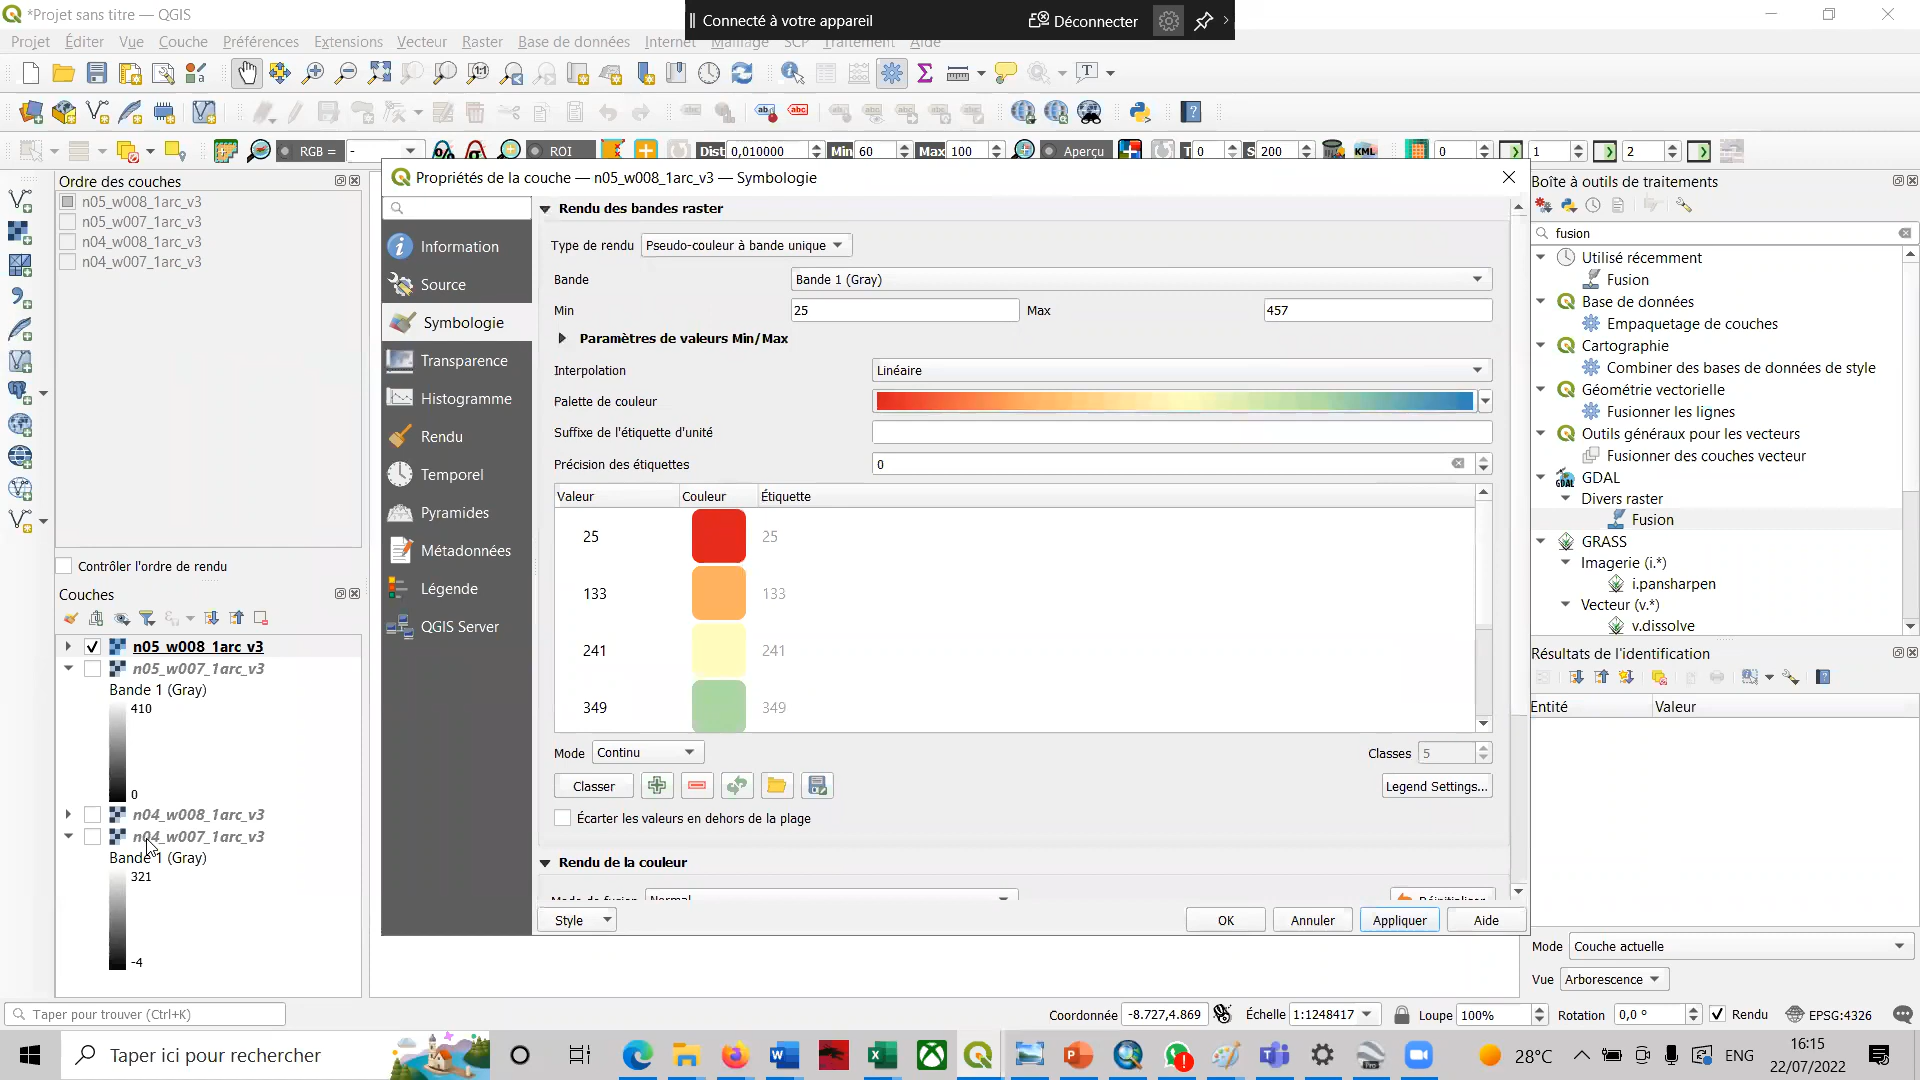 *Projet sans titre — QGIS
Connecté à votre appareil
Déconnecter
Projet Éditer Vue Couche Préférences Extensions Vecteur Raster Base de données Internet Maillage SCP Traitement Aide
RGB = - ROI Dist 0,010000 Min 60 Max 100 Aperçu T 0 S 200 KML 0 1 2
Ordre des couches
n05_w008_1arc_v3
n05_w007_1arc_v3
n04_w008_1arc_v3
n04_w007_1arc_v3
Contrôler l'ordre de rendu
Couches
n05_w008_1arc_v3
n05_w007_1arc_v3
Bande 1 (Gray)
410
0
n04_w008_1arc_v3
n04_w007_1arc_v3
Bande 1 (Gray)
321
-4
Propriétés de la couche — n05_w008_1arc_v3 — Symbologie
Information
Source
Symbologie
Transparence
Histogramme
Rendu
Temporel
Pyramides
Métadonnées
Légende
QGIS Server
Rendu des bandes raster
Type de rendu Pseudo-couleur à bande unique
Bande Bande 1 (Gray)
Min 25 Max 457
Paramètres de valeurs Min/Max
Interpolation Linéaire
Palette de couleur
Suffixe de l'étiquette d'unité
Précision des étiquettes 0
Valeur Couleur Étiquette
25 25
133 133
241 241
349 349
Mode Continu Classes 5
Classer Legend Settings...
Écarter les valeurs en dehors de la plage
Rendu de la couleur
Mode de fusion Normal Réinitialiser
Style OK Annuler Appliquer Aide
Boîte à outils de traitements
fusion
Utilisé récemment
Fusion
Base de données
Empaquetage de couches
Cartographie
Combiner des bases de données de style
Géométrie vectorielle
Fusionner les lignes
Outils généraux pour les vecteurs
Fusionner des couches vecteur
GDAL
Divers raster
Fusion
GRASS
Imagerie (i.*)
i.pansharpen
Vecteur (v.*)
v.dissolve
Résultats de l'identification
Entité Valeur
Mode Couche actuelle
Vue Arborescence
Taper pour trouver (Ctrl+K)
Coordonnée -8.727,4.869 Échelle 1:1248417 Loupe 100% Rotation 0,0 ° Rendu EPSG:4326
Taper ici pour rechercher
28°C ENG 16:15
22/07/2022